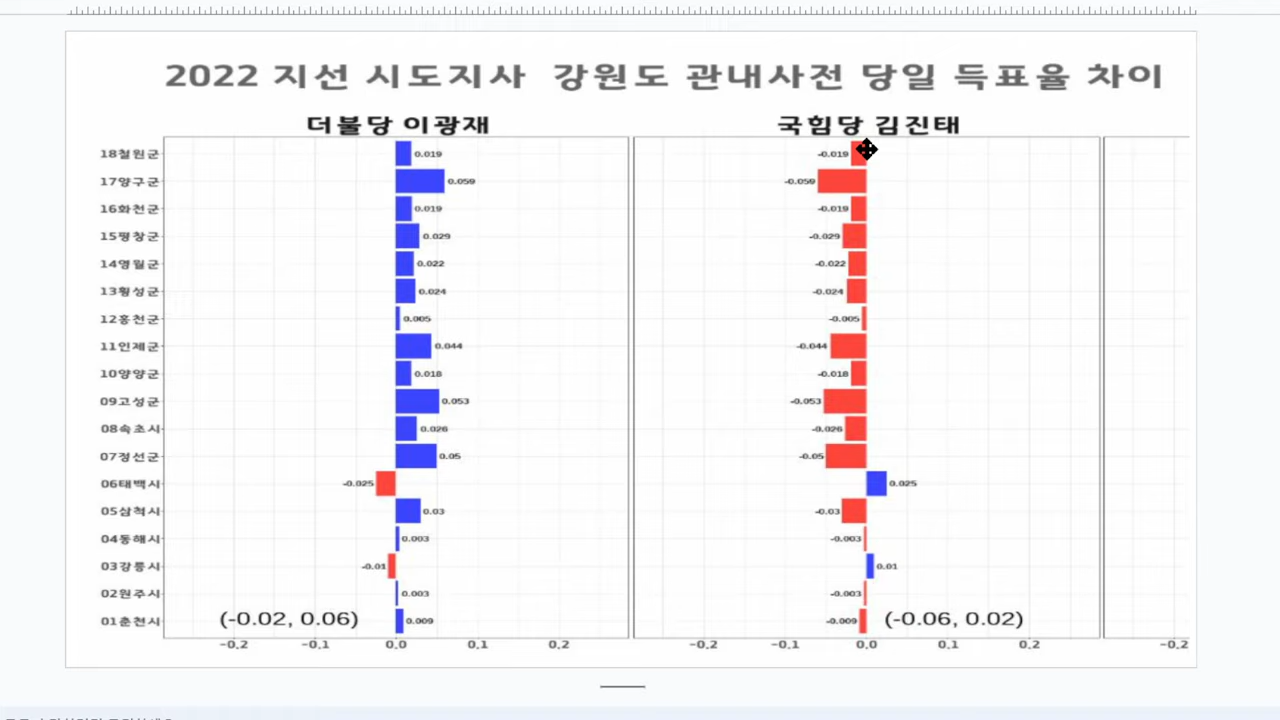 2022 지선 시도지사 강원도 관내사전 당일 득표율 차이
더불당 이광재 국힘당 김진태
18철원군 0.019 -0.019
17양구군 0.059 -0.059
16화천군 0.019 -0.019
15평창군 0.029 -0.029
14영월군 0.022 -0.022
13횡성군 0.024 -0.024
12홍천군 0.005 -0.005
11인제군 0.044 -0.044
10양양군 0.018 -0.018
09고성군 0.053 -0.053
08속초시 0.026 -0.026
07정선군 0.05 -0.05
06태백시 -0.025 0.025
05삼척시 0.03 -0.03
04동해시 0.003 -0.003
03강릉시 -0.01 0.01
02원주시 0.003 -0.003
01춘천시 (-0.02, 0.06) 0.009 -0.009 (-0.06, 0.02)
-0.2 -0.1 0.0 0.1 0.2 -0.2 -0.1 0.0 0.1 0.2 -0.2